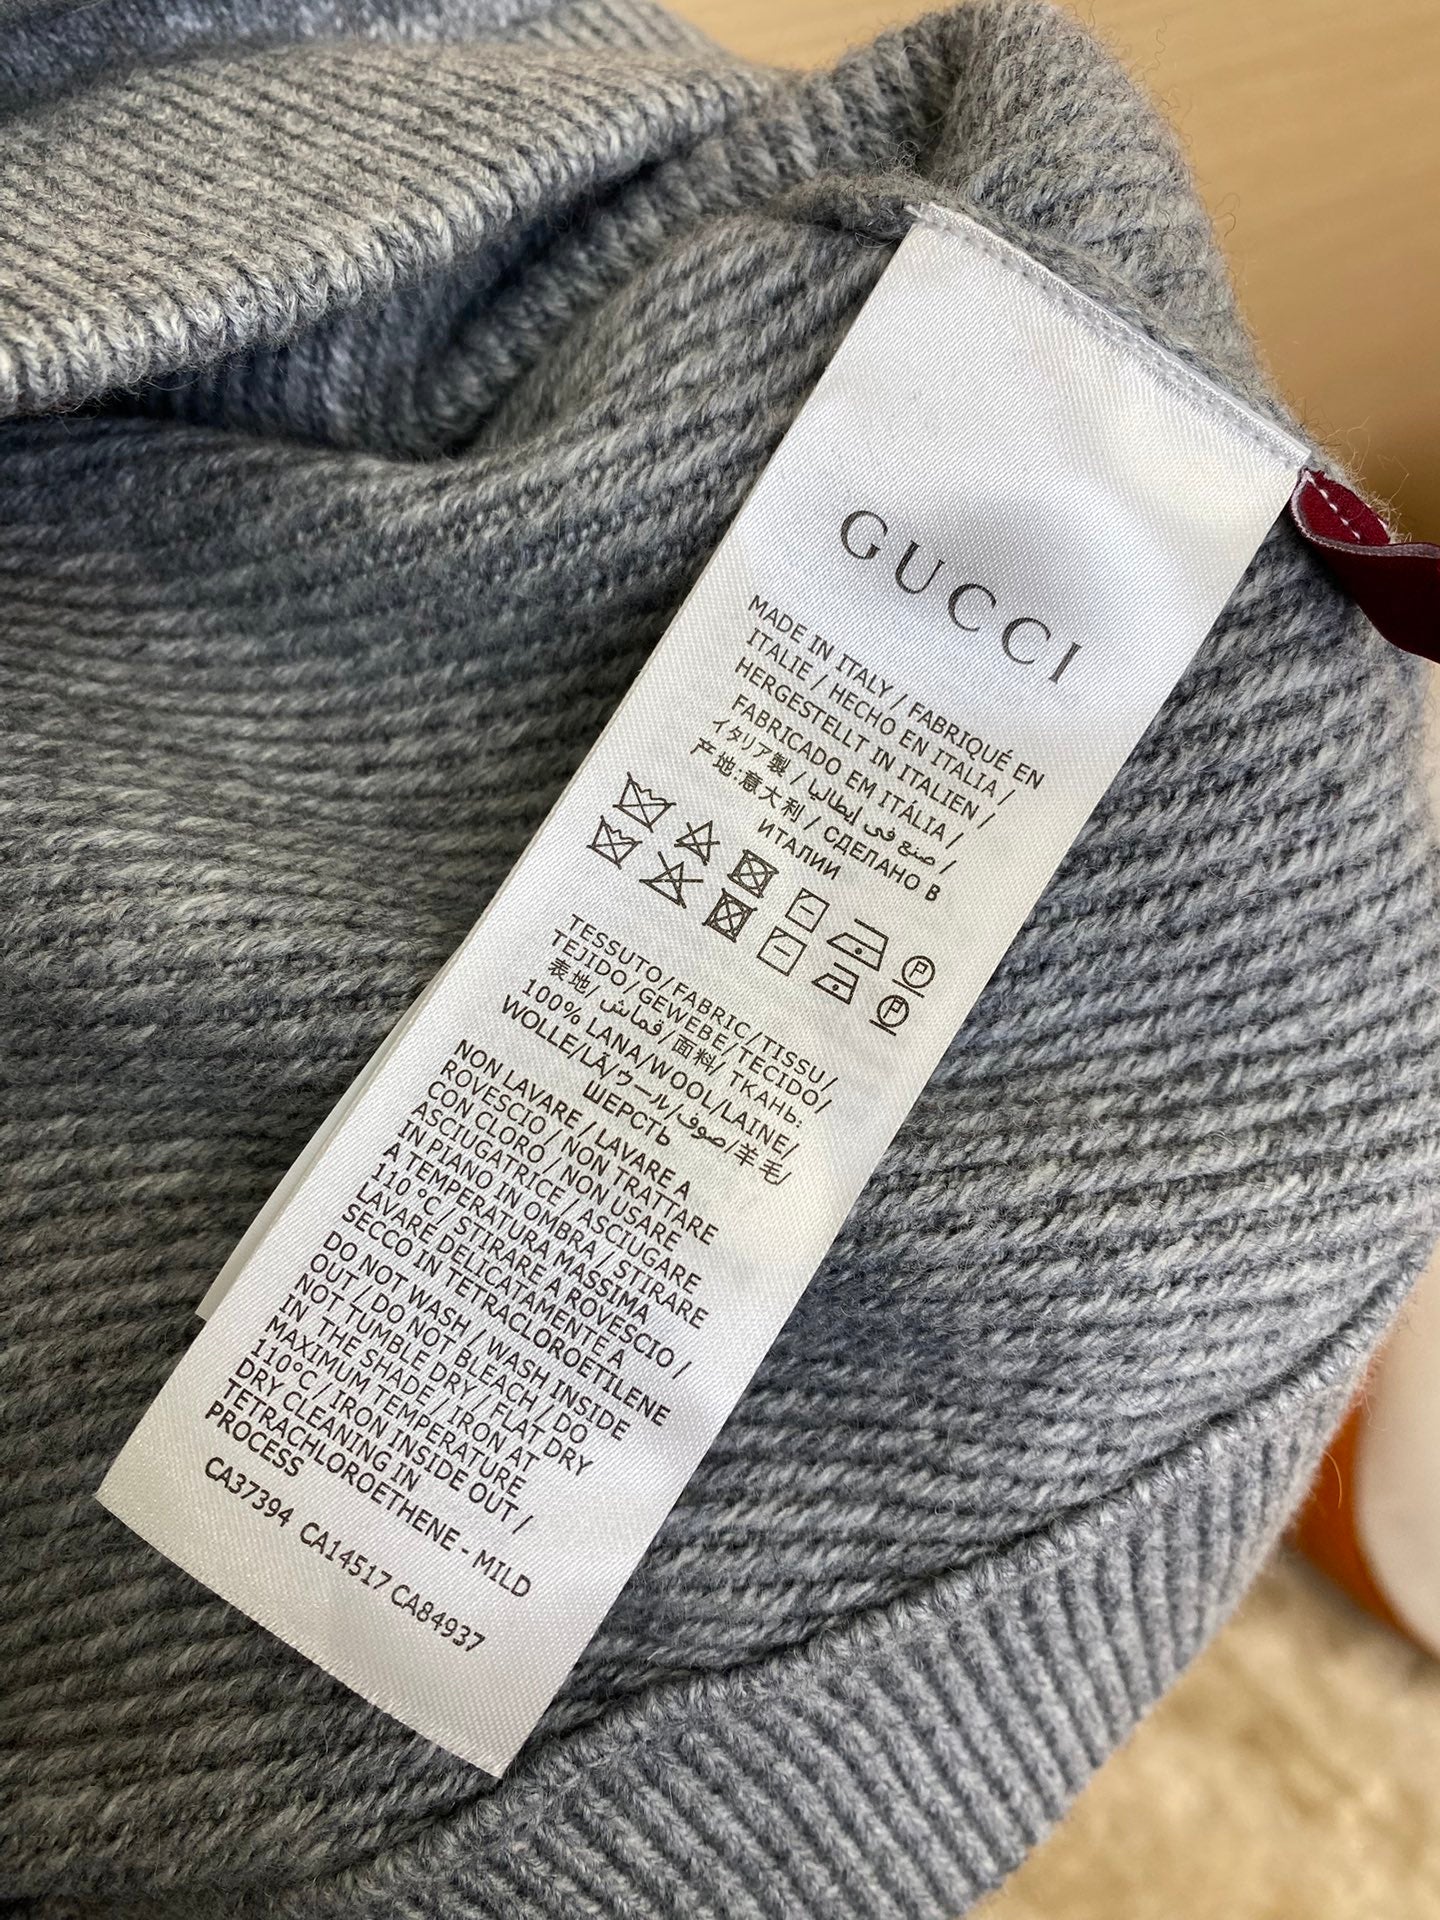 GUCCI
MADE IN ITALY / FABRIQUÉ EN
ITALIE / HECHO EN ITALIA /
HERGESTELLT IN ITALIEN /
FABRICADO EM ITÁLIA /
イタリア製 / صنع في إيطاليا /
产地:意大利 / СДЕЛАНО В
ИТАЛИИ
TESSUTO/FABRIC/TISSU/
TEJIDO/GEWEBE/TECIDO/
表地/ قماش/面料/ ТКАНЬ:
100% LANA/WOOL/LAINE/
WOLLE/LÃ/ウール/صوف/羊毛/
ШЕРСТЬ
NON LAVARE / LAVARE A
ROVESCIO / NON TRATTARE
CON CLORO / NON USARE
ASCIUGATRICE / ASCIUGARE
IN PIANO IN OMBRA / STIRARE
A TEMPERATURA MASSIMA
110 °C / STIRARE A ROVESCIO /
LAVARE DELICATAMENTE A
SECCO IN TETRACLOROETILENE
DO NOT WASH / WASH INSIDE
OUT / DO NOT BLEACH / DO
NOT TUMBLE DRY / FLAT DRY
IN THE SHADE / IRON AT
MAXIMUM TEMPERATURE
110°C / IRON INSIDE OUT /
DRY CLEANING IN
TETRACHLOROETHENE - MILD
PROCESS
CA37394 CA14517 CA84937